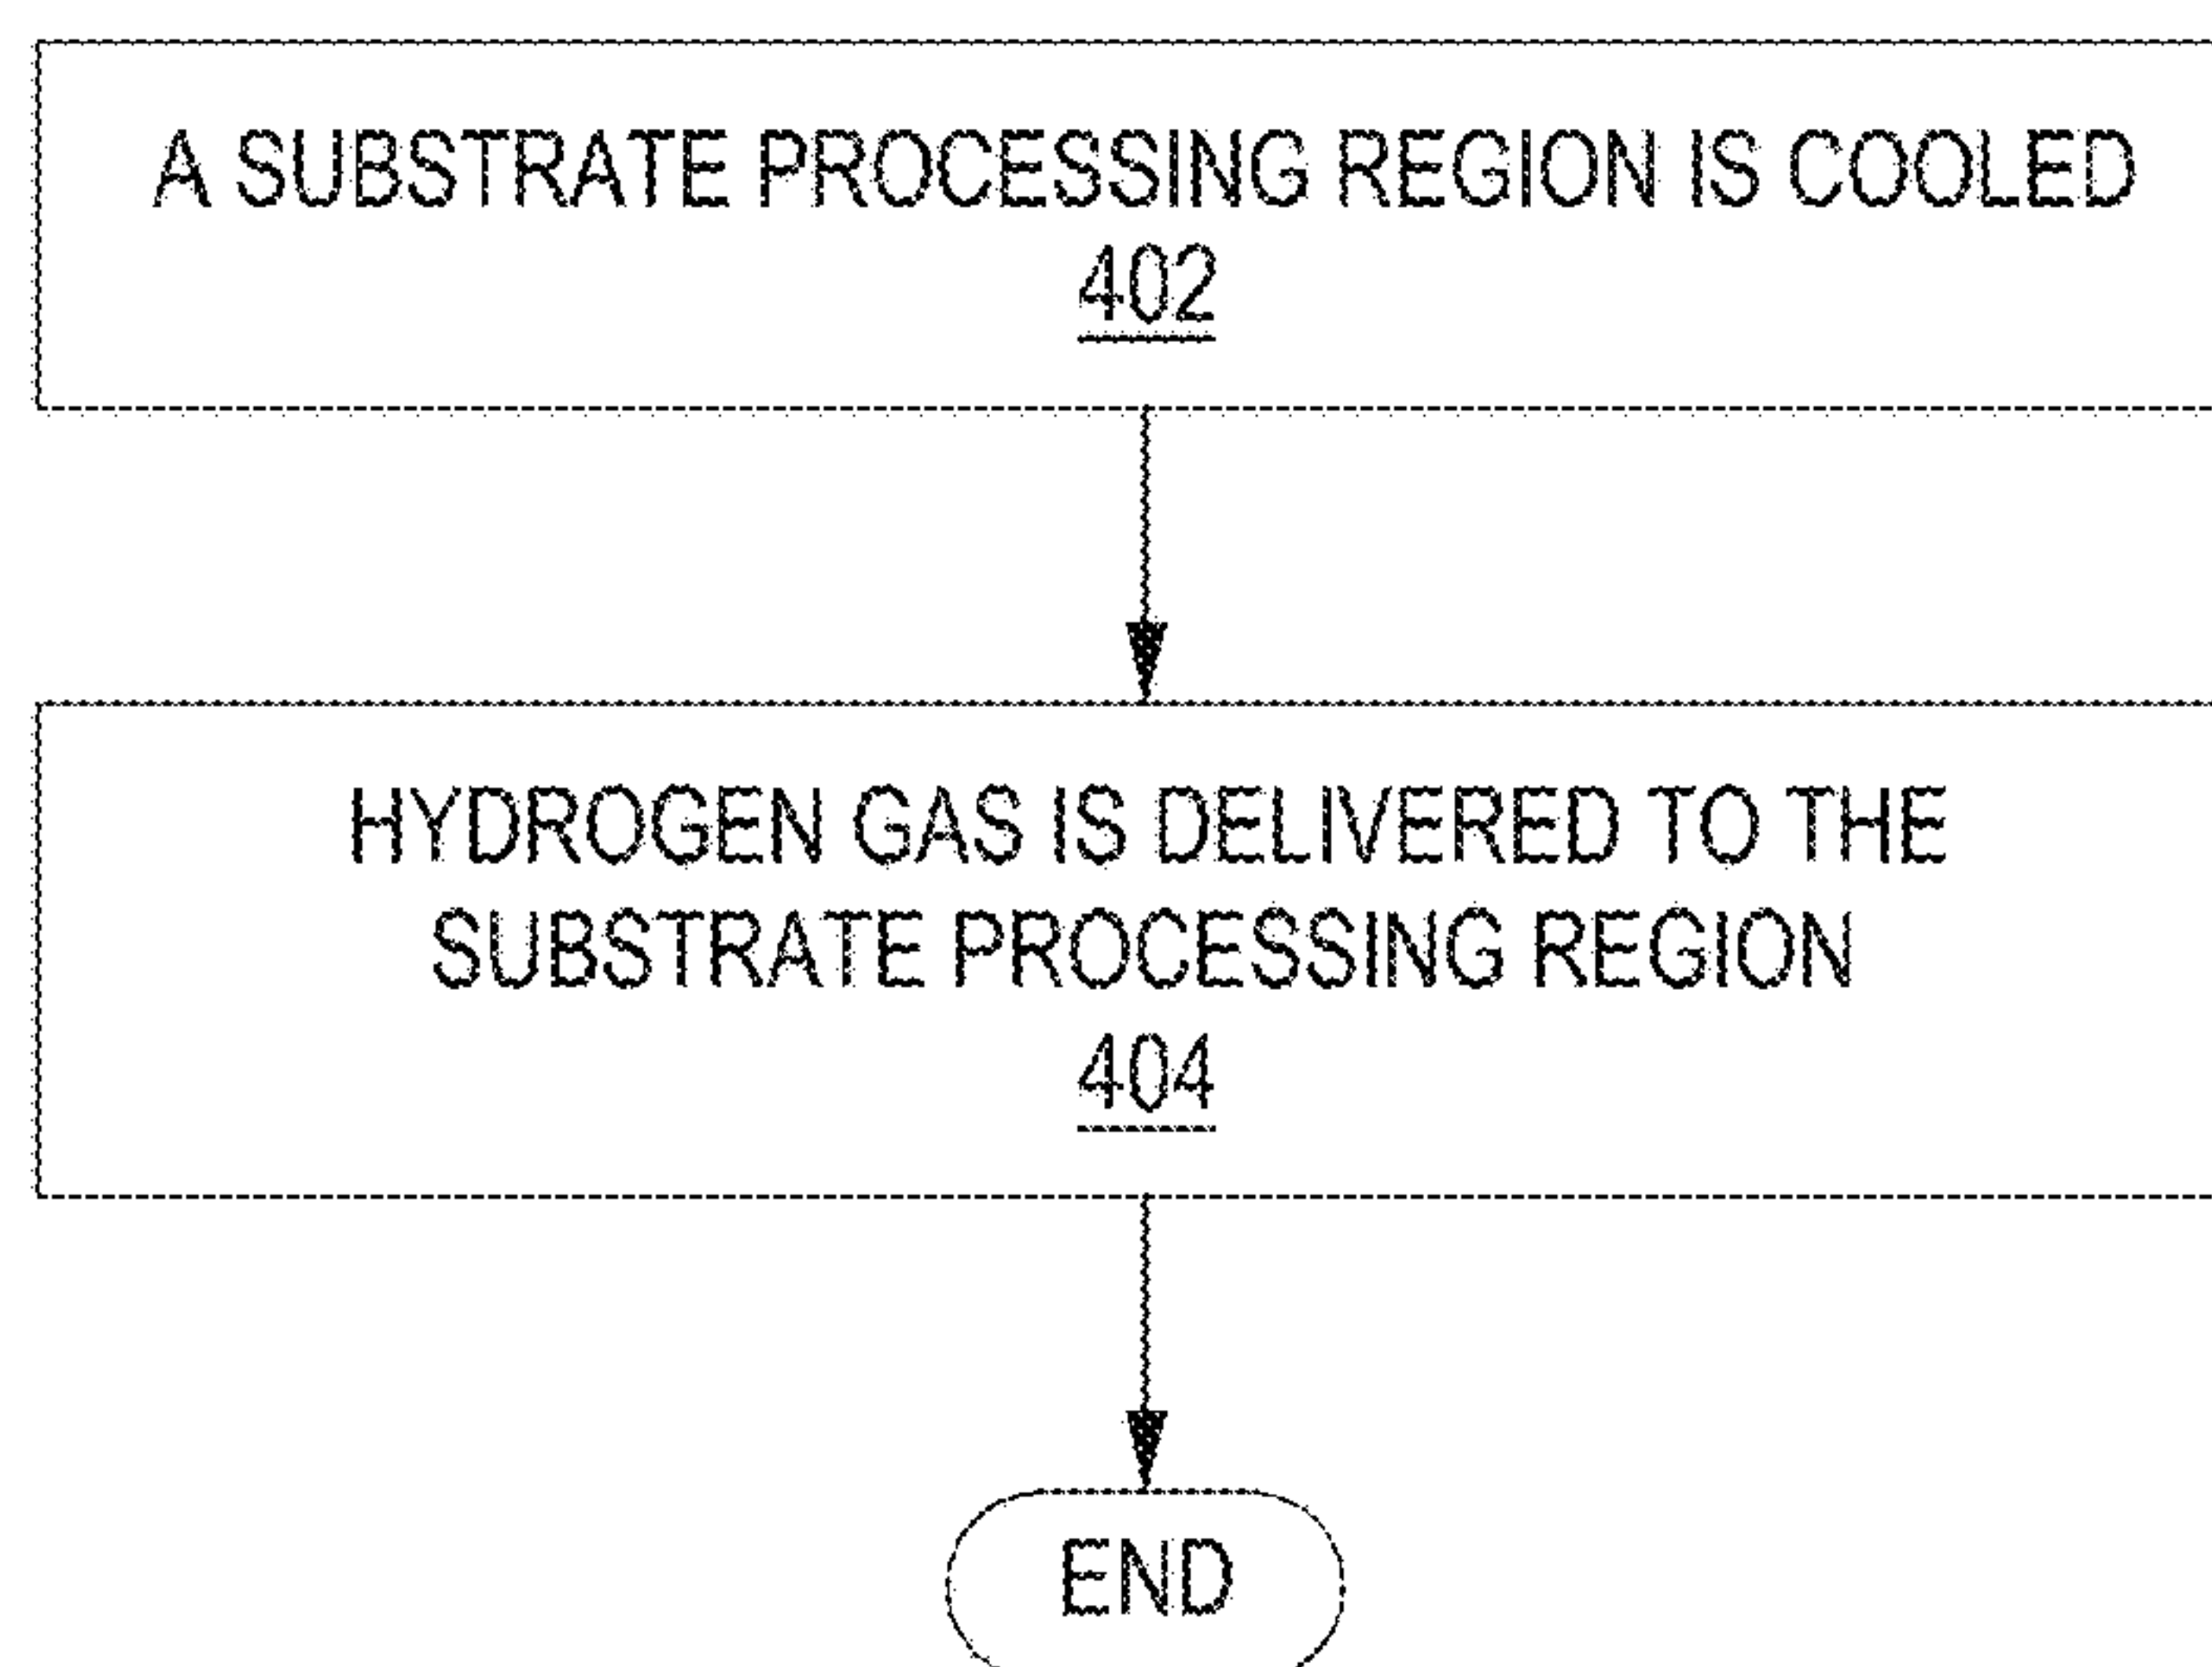 A SUBSTRATE PROCESSING REGION IS COOLED
402
HYDROGEN GAS IS DELIVERED TO THE
SUBSTRATE PROCESSING REGION
404
END